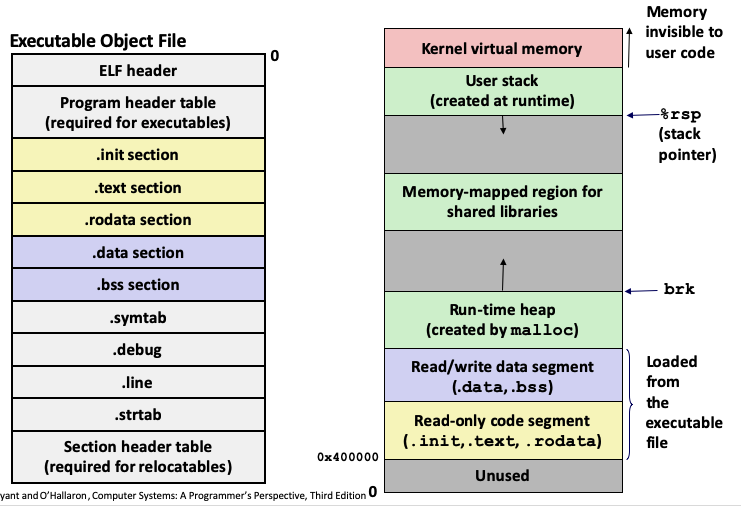 Executable Object File
0
ELF header
Program header table
(required for executables)
.init section
.text section
.rodata section
.data section
.bss section
.symtab
.debug
.line
.strtab
Section header table
(required for relocatables)
Kernel virtual memory
User stack
(created at runtime)
Memory-mapped region for
shared libraries
Run-time heap
(created by malloc)
Read/write data segment
(.data,.bss)
Read-only code segment
(.init,.text, .rodata)
Unused
Memory
invisible to
user code
%rsp
(stack
pointer)
brk
Loaded
from
the
executable
file
0x400000
0
yant and O'Hallaron, Computer Systems: A Programmer's Perspective, Third Edition